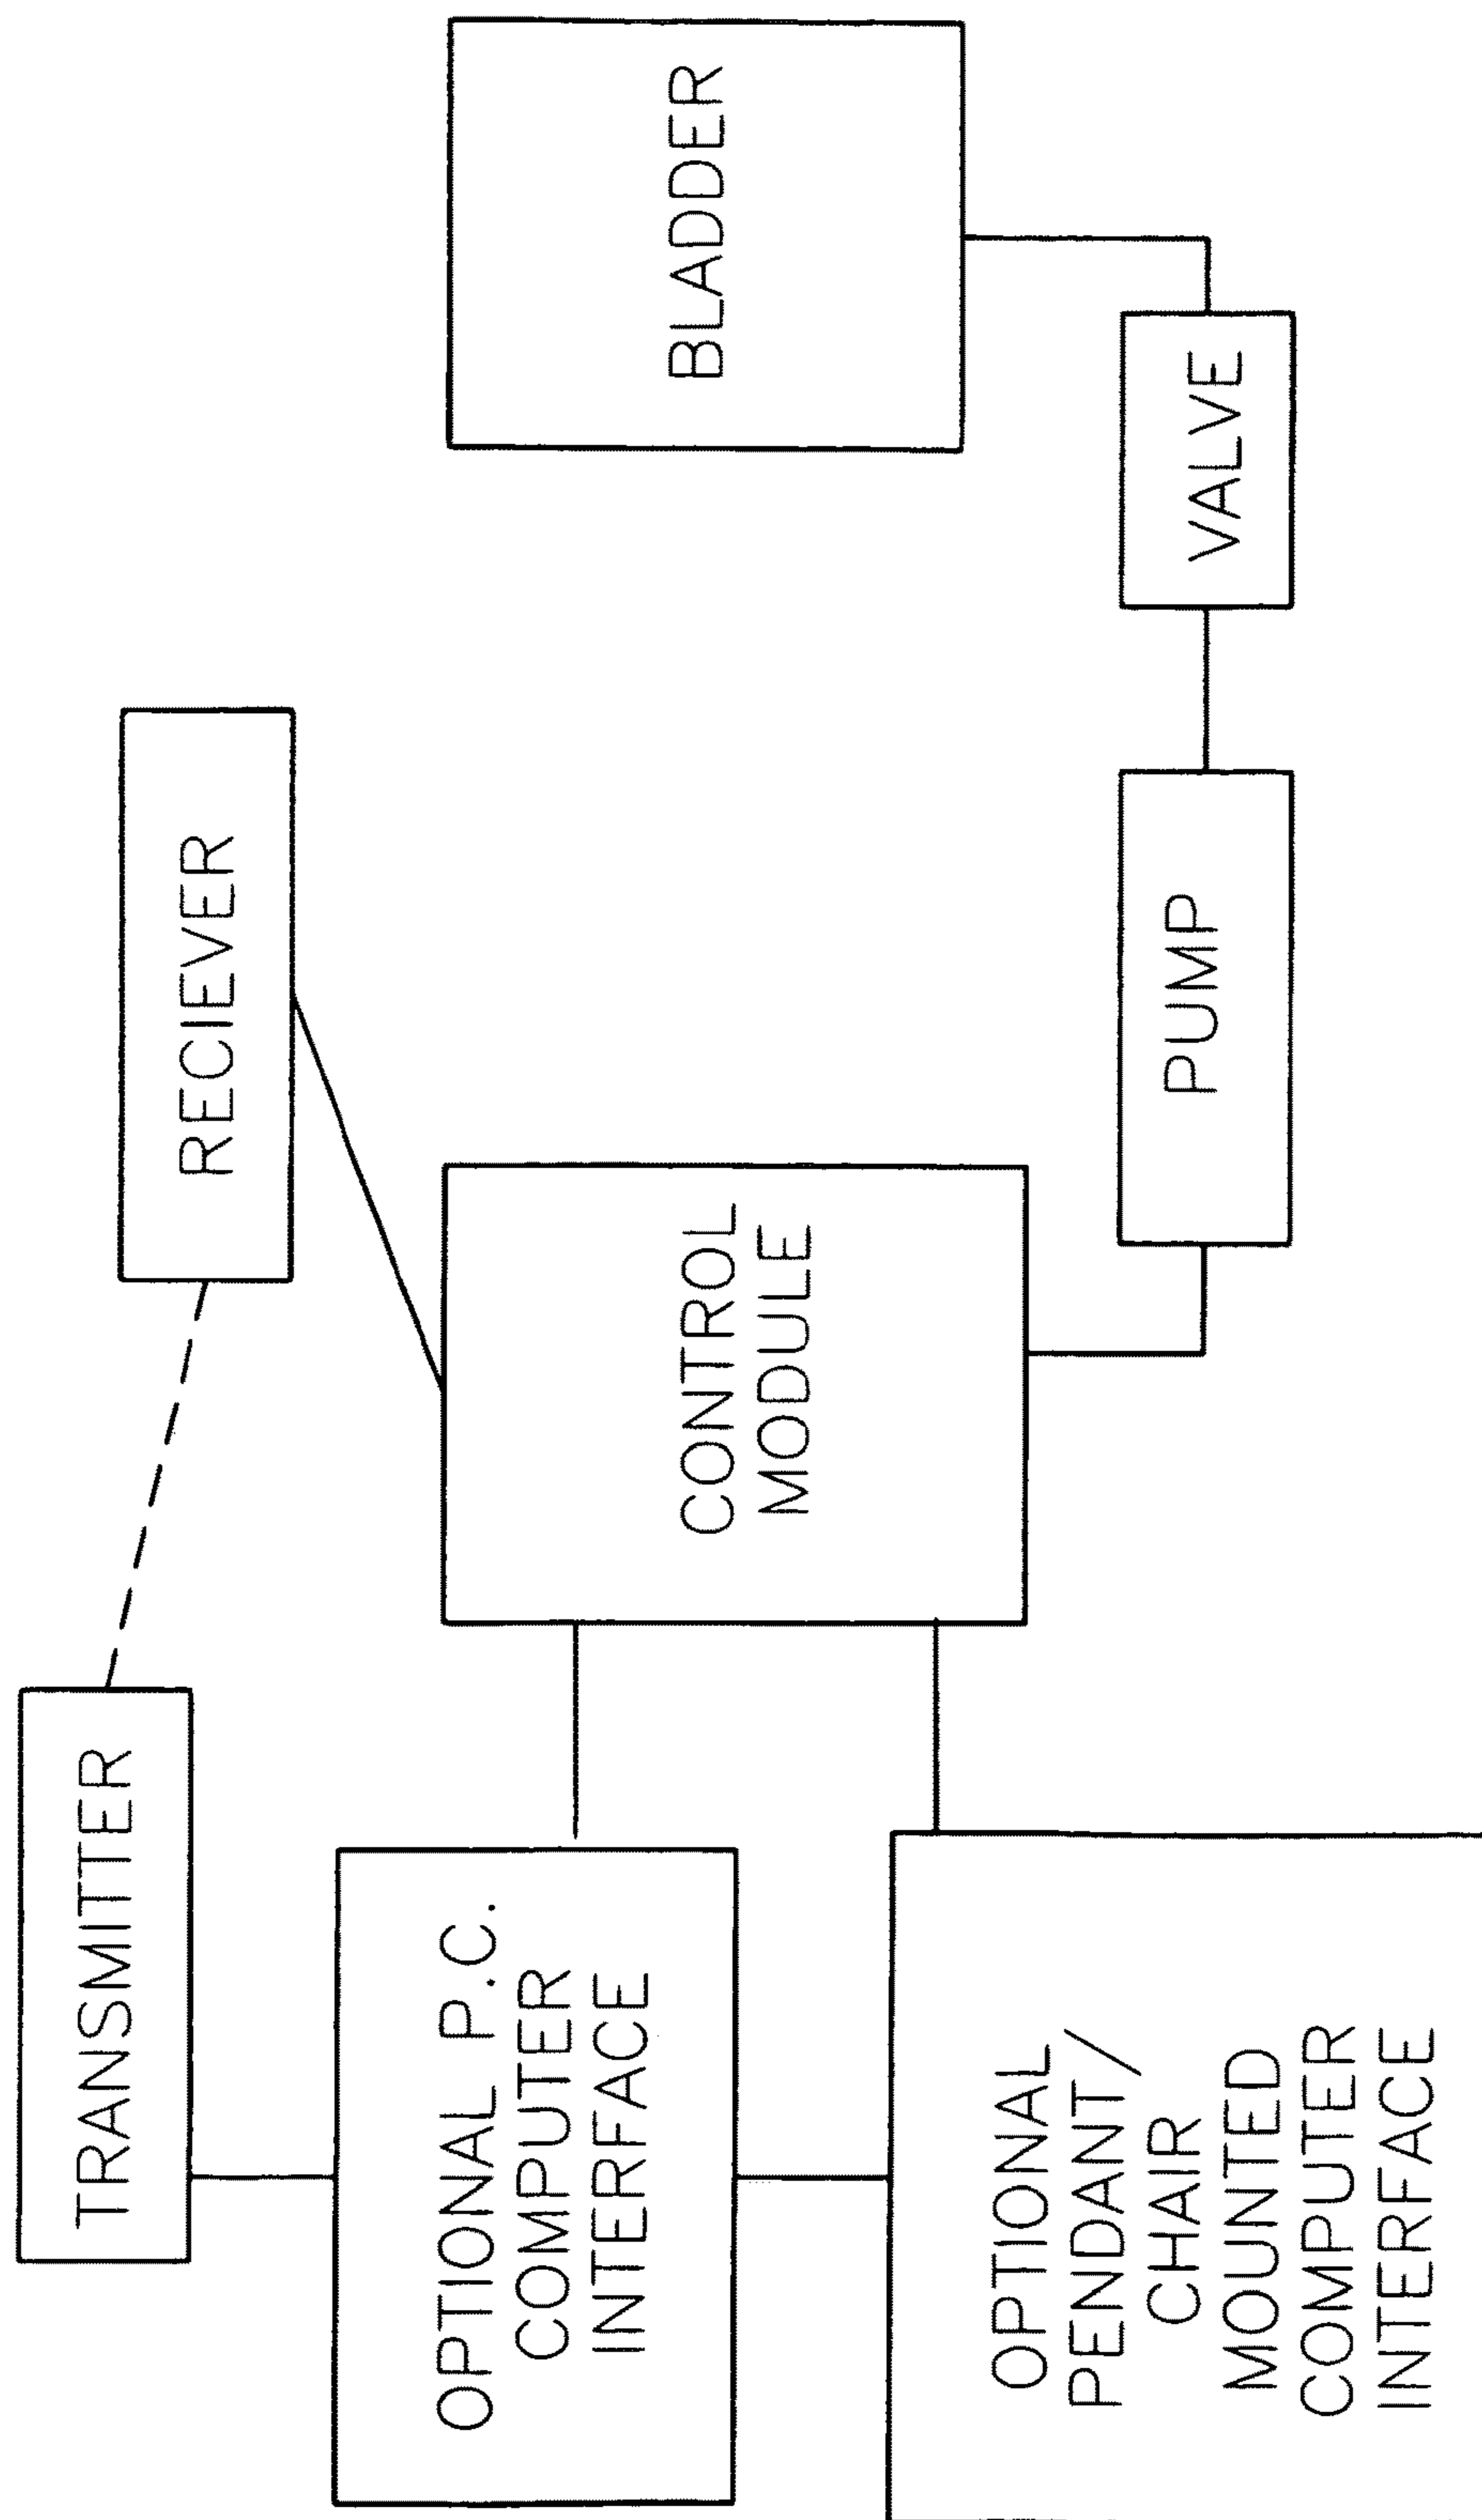 TRANSMITTER
RECIEVER
OPTIONAL P.C.
COMPUTER
INTERFACE
CONTROL
MODULE
BLADDER
OPTIONAL
PENDANT/
CHAIR
MOUNTED
COMPUTER
INTERFACE
PUMP
VALVE